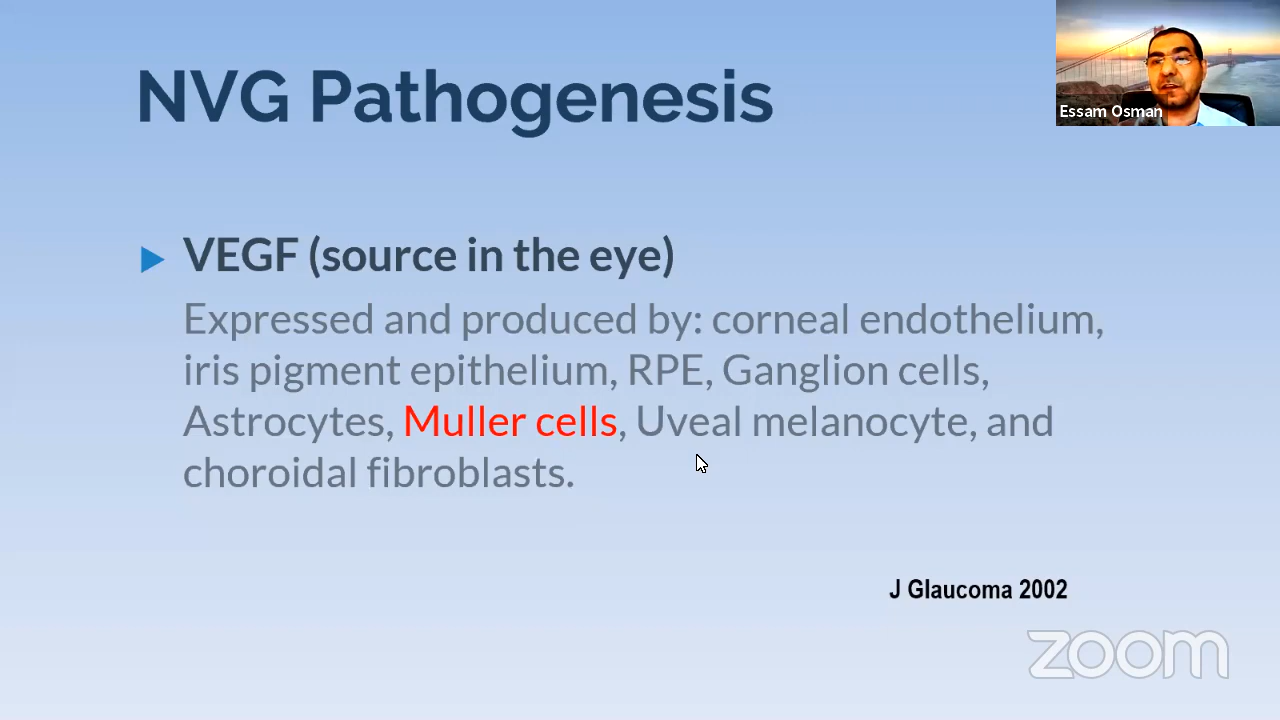 NVG Pathogenesis
Essam Osman
VEGF (source in the eye)
Expressed and produced by: corneal endothelium,
iris pigment epithelium, RPE, Ganglion cells,
Astrocytes, Muller cells, Uveal melanocyte, and
choroidal fibroblasts.
J Glaucoma 2002
zoom